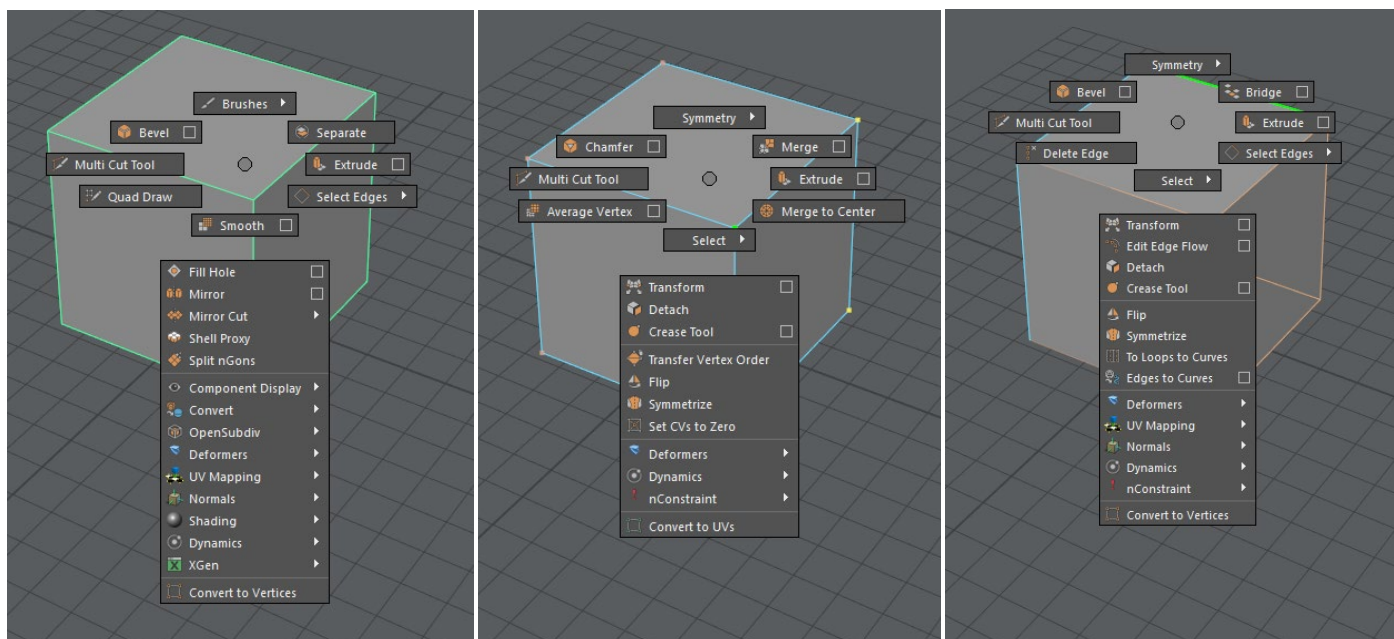 Brushes
Bevel
Separate
Multi Cut Tool
Extrude
Quad Draw
Select Edges
Smooth
Fill Hole
Mirror
Mirror Cut
Shell Proxy
Split nGons
Component Display
Convert
OpenSubdiv
Deformers
UV Mapping
Normals
Shading
Dynamics
XGen
Convert to Vertices
Symmetry
Chamfer
Merge
Multi Cut Tool
Extrude
Average Vertex
Merge to Center
Select
Transform
Detach
Crease Tool
Transfer Vertex Order
Flip
Symmetrize
Set CVs to Zero
Deformers
Dynamics
nConstraint
Convert to UVs
Symmetry
Bevel
Bridge
Multi Cut Tool
Extrude
Delete Edge
Select Edges
Select
Transform
Edit Edge Flow
Detach
Crease Tool
Flip
Symmetrize
To Loops to Curves
Edges to Curves
Deformers
UV Mapping
Normals
Dynamics
nConstraint
Convert to Vertices